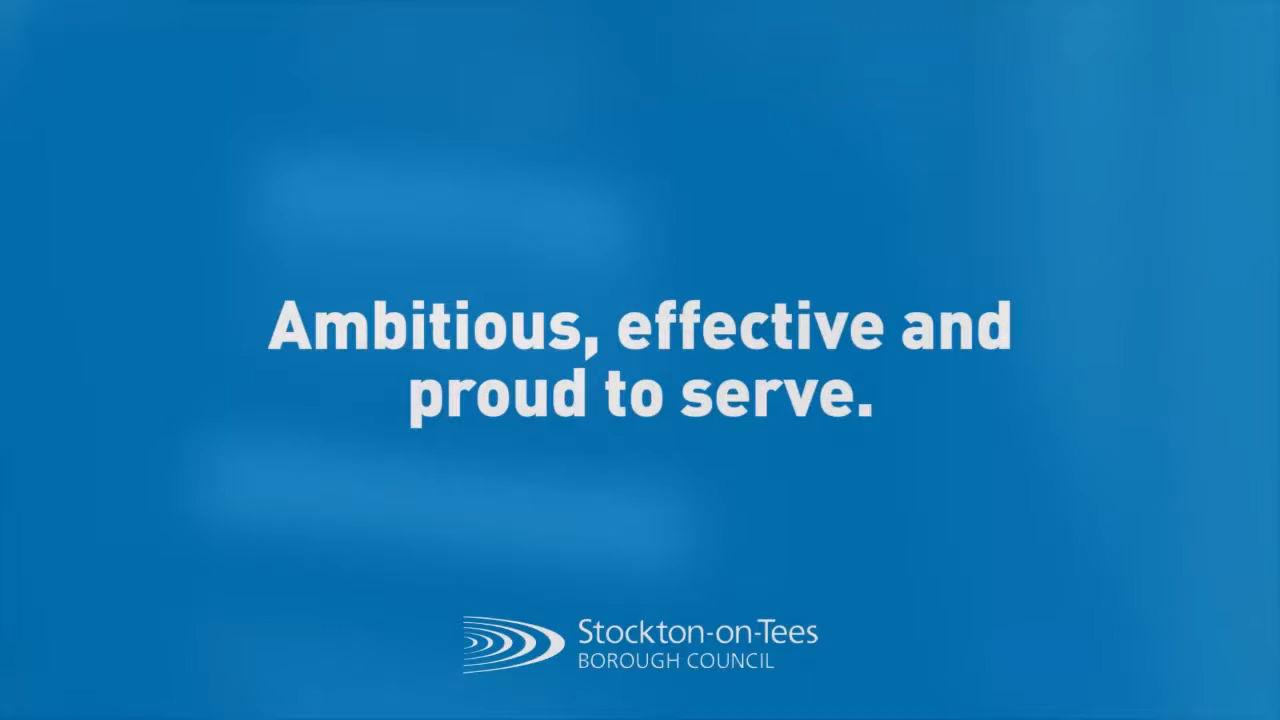 Ambitious, effective and
proud to serve.
Stockton-on-Tees
BOROUGH COUNCIL